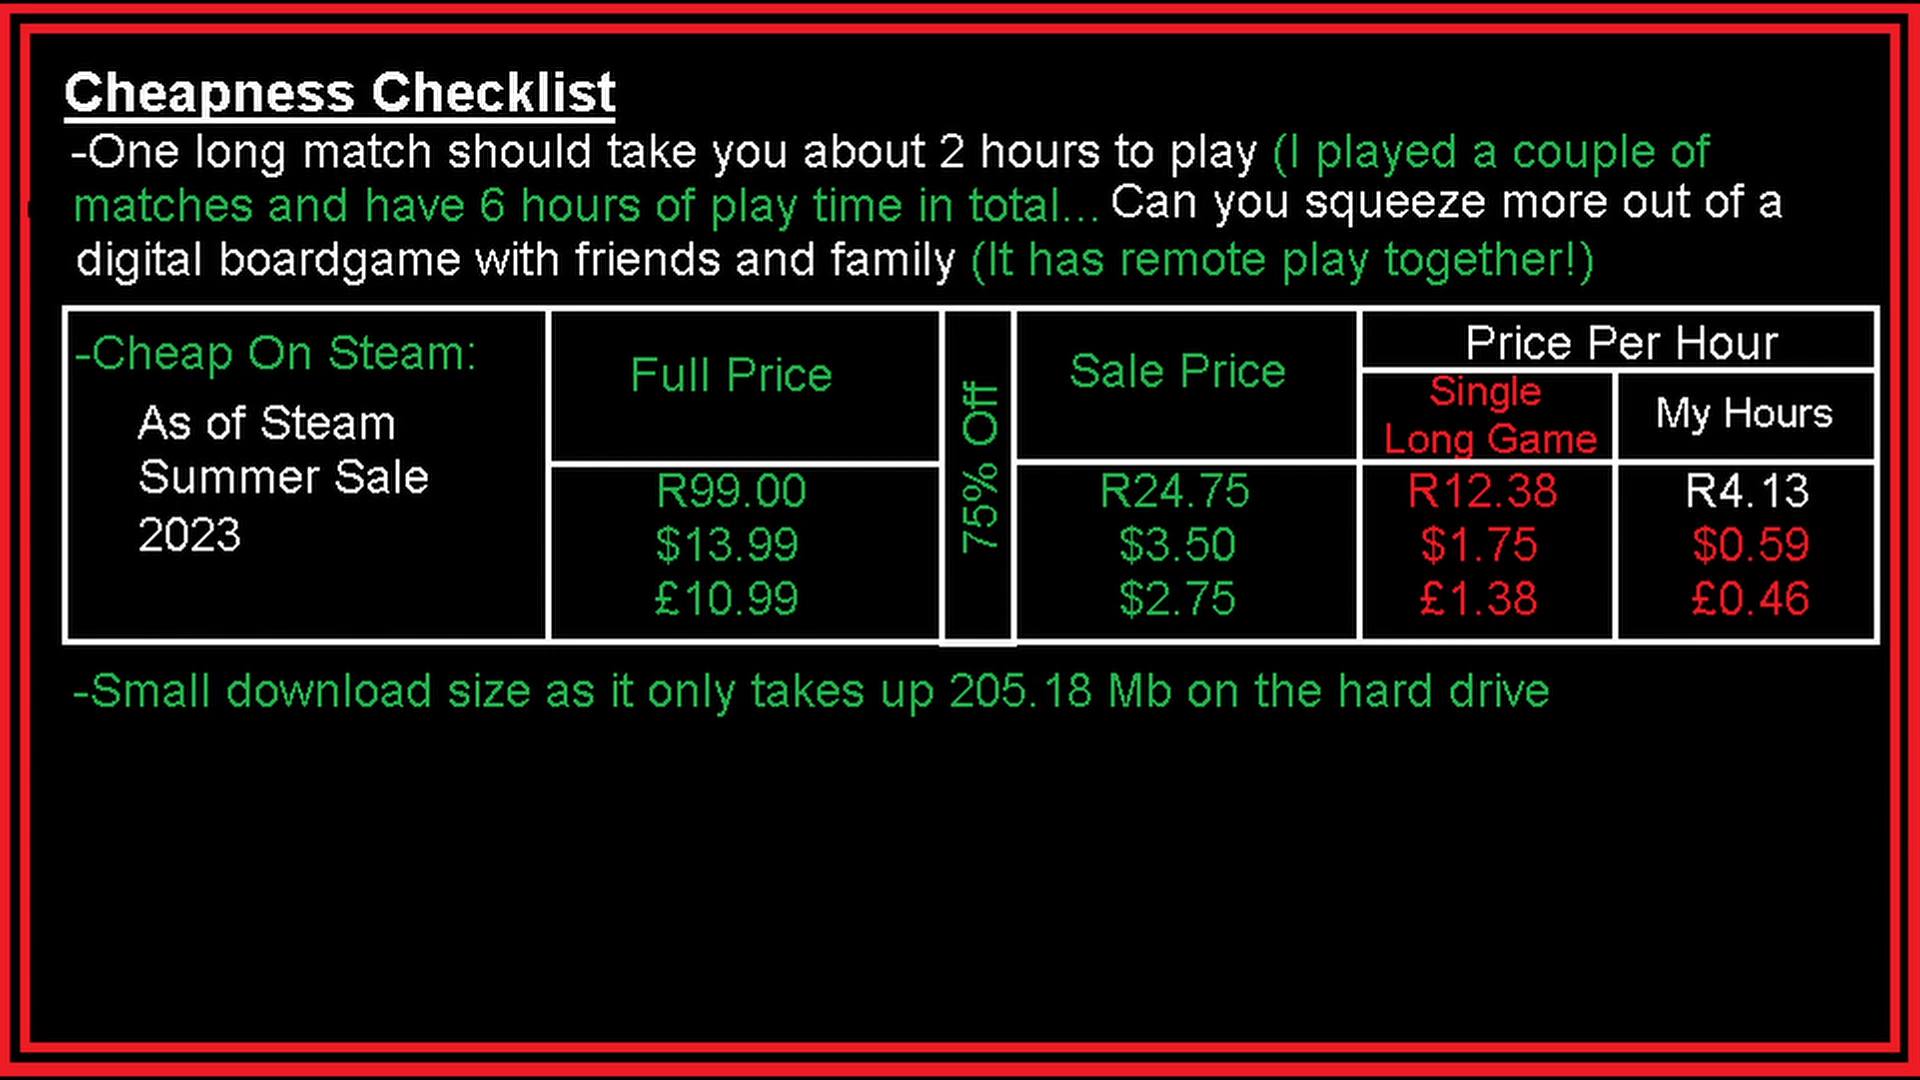 Cheapness Checklist
-One long match should take you about 2 hours to play (I played a couple of
matches and have 6 hours of play time in total... Can you squeeze more out of a
digital boardgame with friends and family (It has remote play together!)
-Cheap On Steam:
As of Steam
Summer Sale
2023
Full Price
R99.00
$13.99
£10.99
75% Off
Sale Price
R24.75
$3.50
$2.75
Price Per Hour
Single
Long Game
R12.38
$1.75
£1.38
My Hours
R4.13
$0.59
£0.46
-Small download size as it only takes up 205.18 Mb on the hard drive